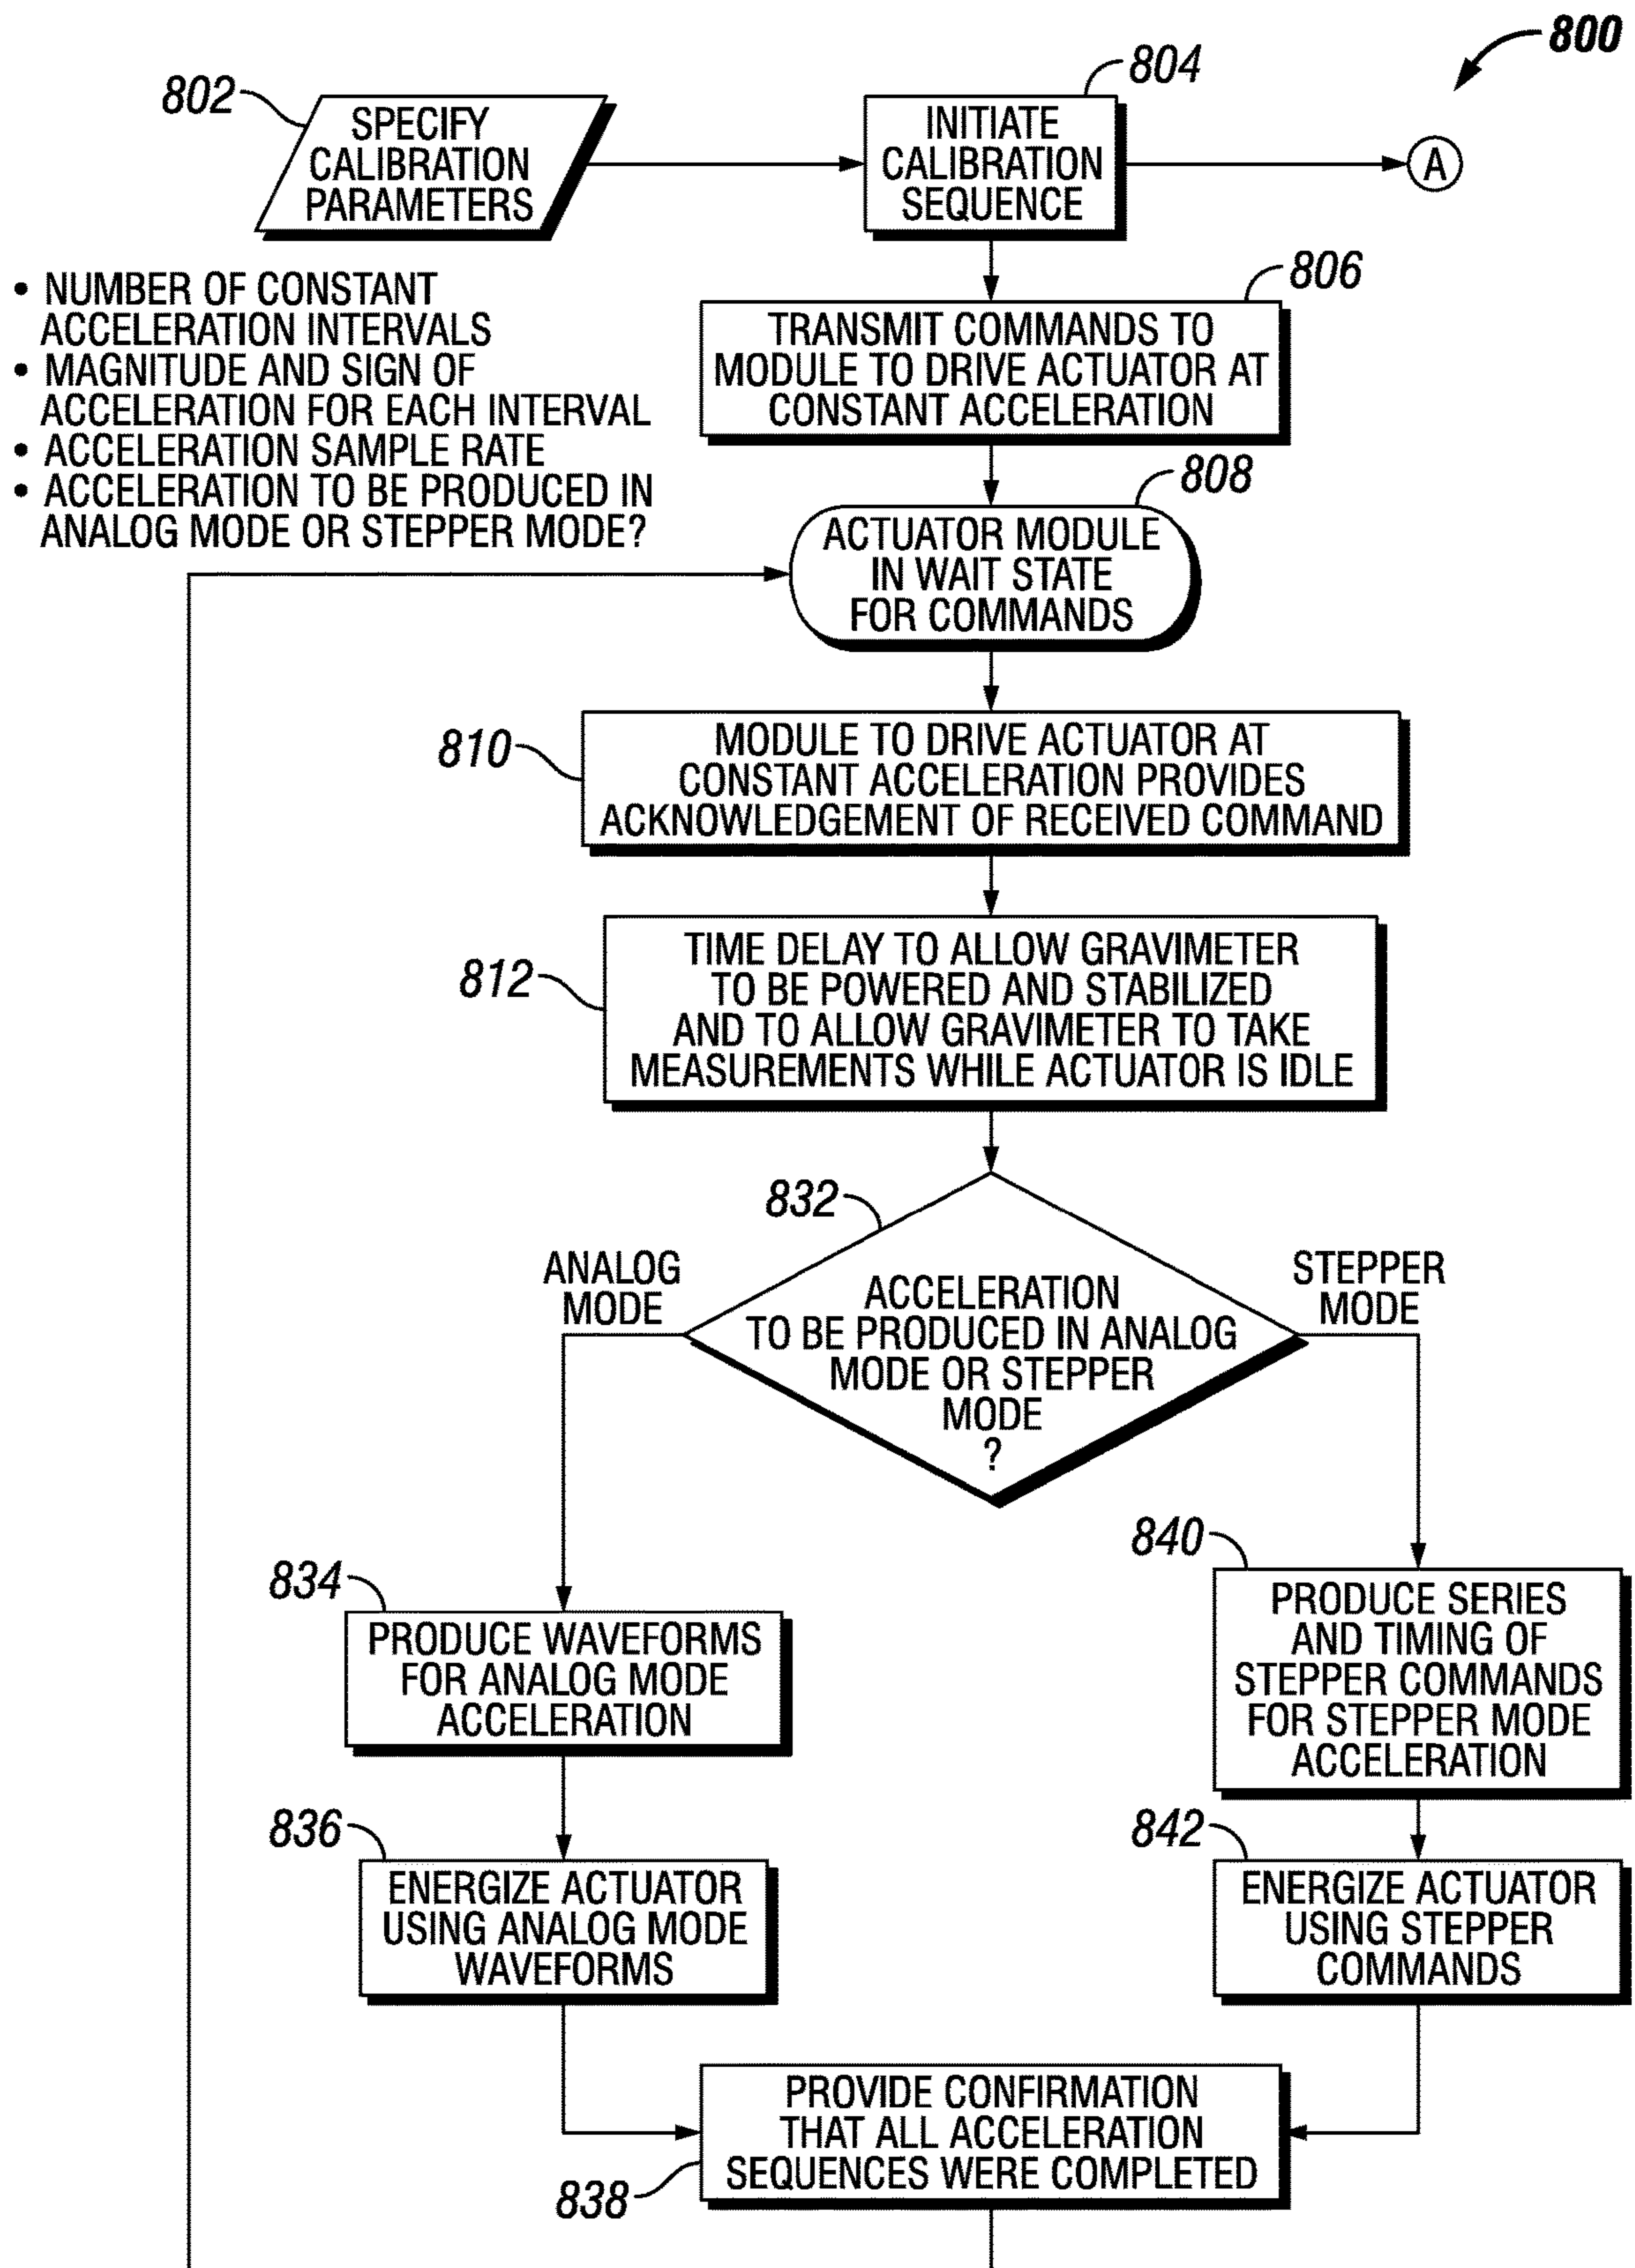 800
802
SPECIFY
CALIBRATION
PARAMETERS
804
INITIATE
CALIBRATION
SEQUENCE
A
• NUMBER OF CONSTANT
ACCELERATION INTERVALS
• MAGNITUDE AND SIGN OF
ACCELERATION FOR EACH INTERVAL
• ACCELERATION SAMPLE RATE
• ACCELERATION TO BE PRODUCED IN
ANALOG MODE OR STEPPER MODE?
806
TRANSMIT COMMANDS TO
MODULE TO DRIVE ACTUATOR AT
CONSTANT ACCELERATION
808
ACTUATOR MODULE
IN WAIT STATE
FOR COMMANDS
810
MODULE TO DRIVE ACTUATOR AT
CONSTANT ACCELERATION PROVIDES
ACKNOWLEDGEMENT OF RECEIVED COMMAND
812
TIME DELAY TO ALLOW GRAVIMETER
TO BE POWERED AND STABILIZED
AND TO ALLOW GRAVIMETER TO TAKE
MEASUREMENTS WHILE ACTUATOR IS IDLE
832
ANALOG
MODE
STEPPER
MODE
ACCELERATION
TO BE PRODUCED IN ANALOG
MODE OR STEPPER
MODE
?
834
PRODUCE WAVEFORMS
FOR ANALOG MODE
ACCELERATION
840
PRODUCE SERIES
AND TIMING OF
STEPPER COMMANDS
FOR STEPPER MODE
ACCELERATION
836
ENERGIZE ACTUATOR
USING ANALOG MODE
WAVEFORMS
842
ENERGIZE ACTUATOR
USING STEPPER
COMMANDS
838
PROVIDE CONFIRMATION
THAT ALL ACCELERATION
SEQUENCES WERE COMPLETED